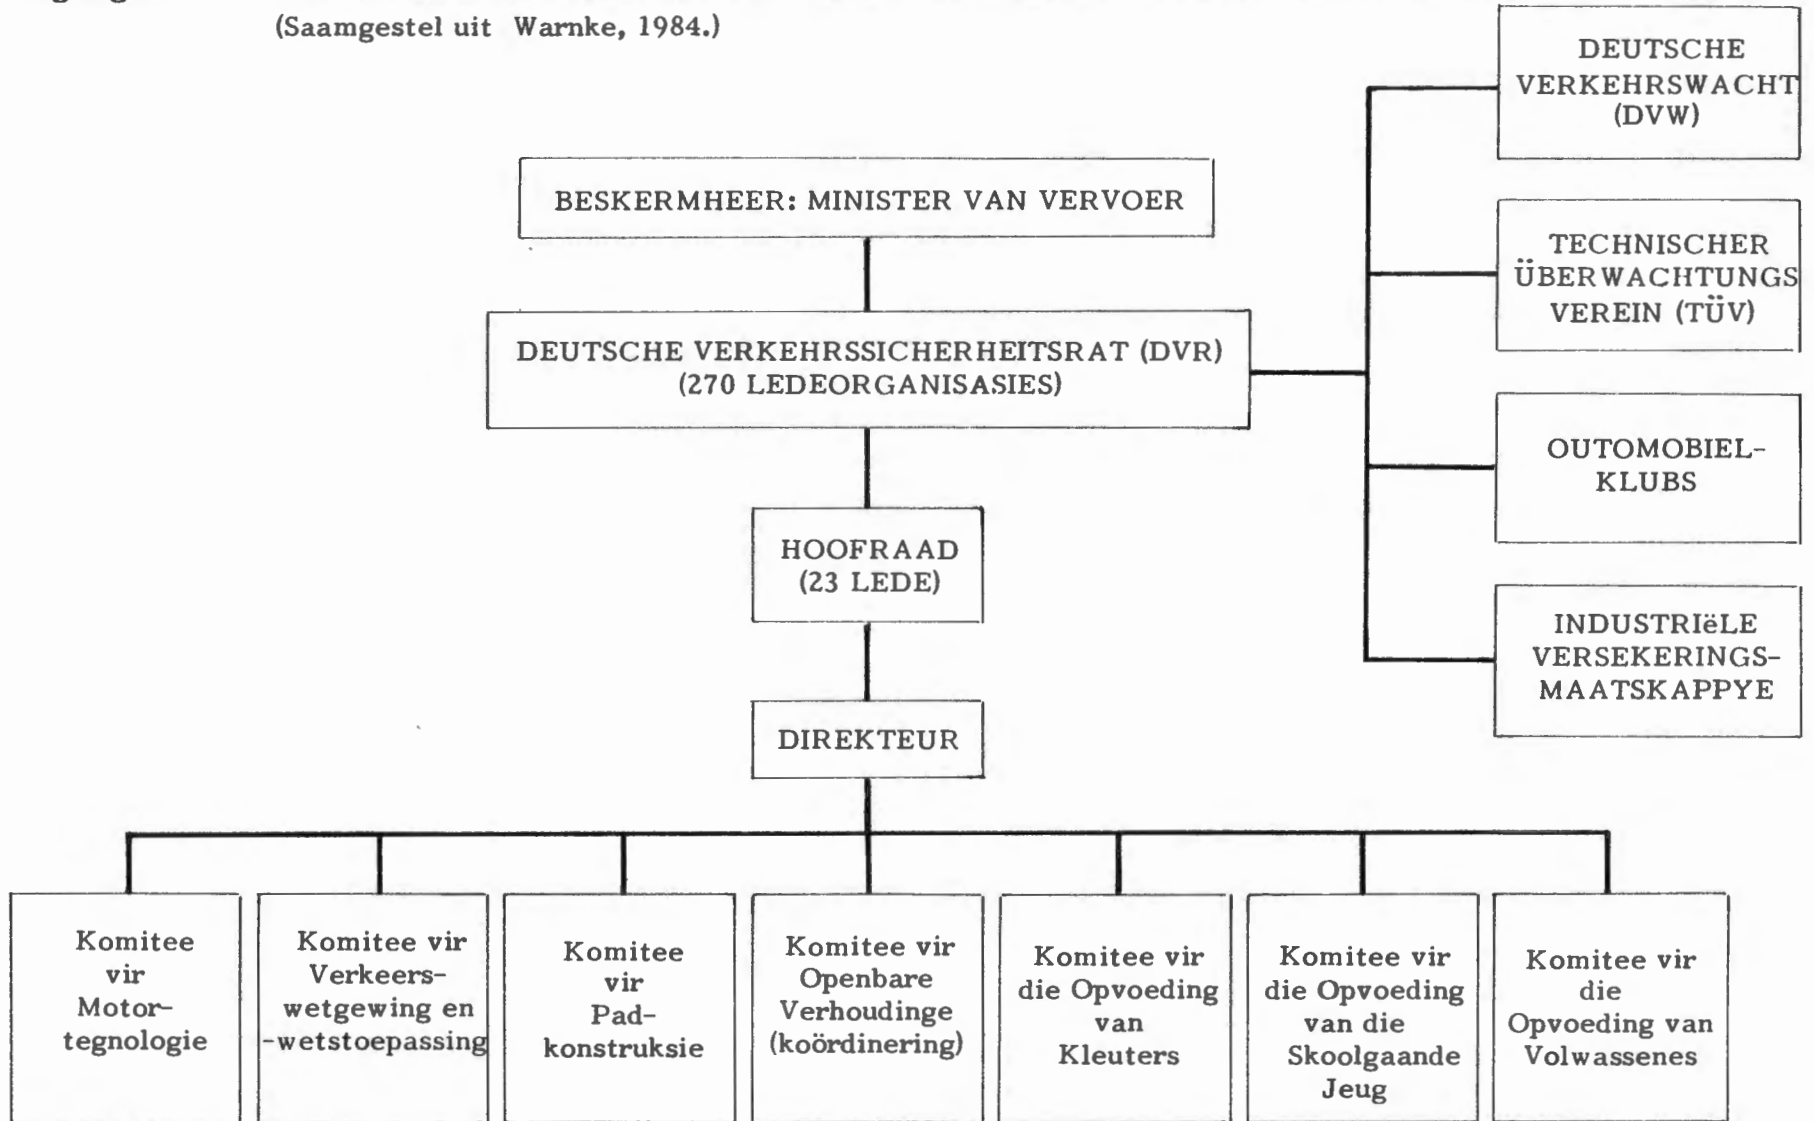 (Saamgestel uit Warnke, 1984.)
DEUTSCHE
VERKEHRSWACHT
(DVW)
BESKERMHEER: MINISTER VAN VERVOER
TECHNISCHER
ÜBERWACHTUNGS
VEREIN (TÜV)
DEUTSCHE VERKEHRSSICHERHEITSRAT (DVR)
(270 LEDEORGANISASIES)
OUTOMOBIEL-
KLUBS
HOOFRAAD
(23 LEDE)
INDUSTRIëLE
VERSEKERINGS-
MAATSKAPPYE
DIREKTEUR
Komitee
vir
Motor-
tegnologie
Komitee vir
Verkeers-
wetgewing en
-wetstoepassing
Komitee
vir
Pad-
konstruksie
Komitee vir
Openbare
Verhoudinge
(koördinering)
Komitee vir
die Opvoeding
van
Kleuters
Komitee vir
die Opvoeding
van die
Skoolgaande
Jeug
Komitee vir
die
Opvoeding van
Volwassenes